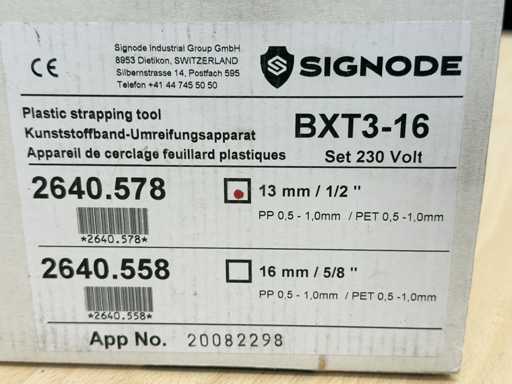 CE
Signode Industrial Group GmbH
8953 Dietikon, SWITZERLAND
Silbernstrasse 14, Postfach 595
Telefon +41 44 745 50 50
S SIGNODE
Plastic strapping tool
Kunststoffband-Umreifungsapparat
Appareil de cerclage feuillard plastiques
BXT3-16
Set 230 Volt
2640.578
*2640.578*
13 mm / 1/2 "
PP 0,5 - 1,0mm / PET 0,5 -1,0mm
2640.558
*2640.558*
16 mm / 5/8 "
PP 0,5 - 1,0mm / PET 0,5 -1,0mm
App No. 20082298